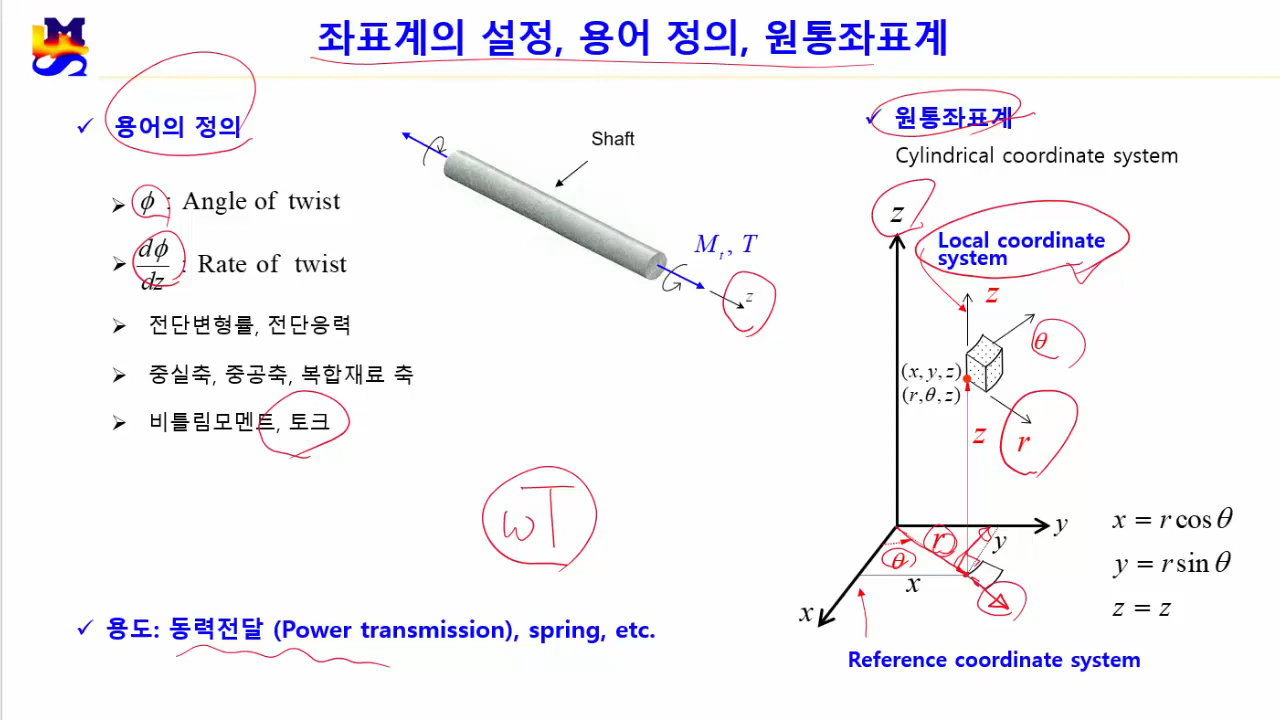 좌표계의 설정, 용어 정의, 원통좌표계
✓ 용어의 정의
➢ ϕ : Angle of twist
➢ dϕ/dz : Rate of twist
➢ 전단변형률, 전단응력
➢ 중실축, 중공축, 복합재료 축
➢ 비틀림모멘트, 토크
ωT
✓ 용도: 동력전달 (Power transmission), spring, etc.
Shaft
M_t, T
z
✓ 원통좌표계
Cylindrical coordinate system
z
Local coordinate
system
z
θ
(x, y, z)
(r, θ, z)
z
r
y
r
y
θ
x
x
x = r cos θ
y = r sin θ
z = z
Reference coordinate system